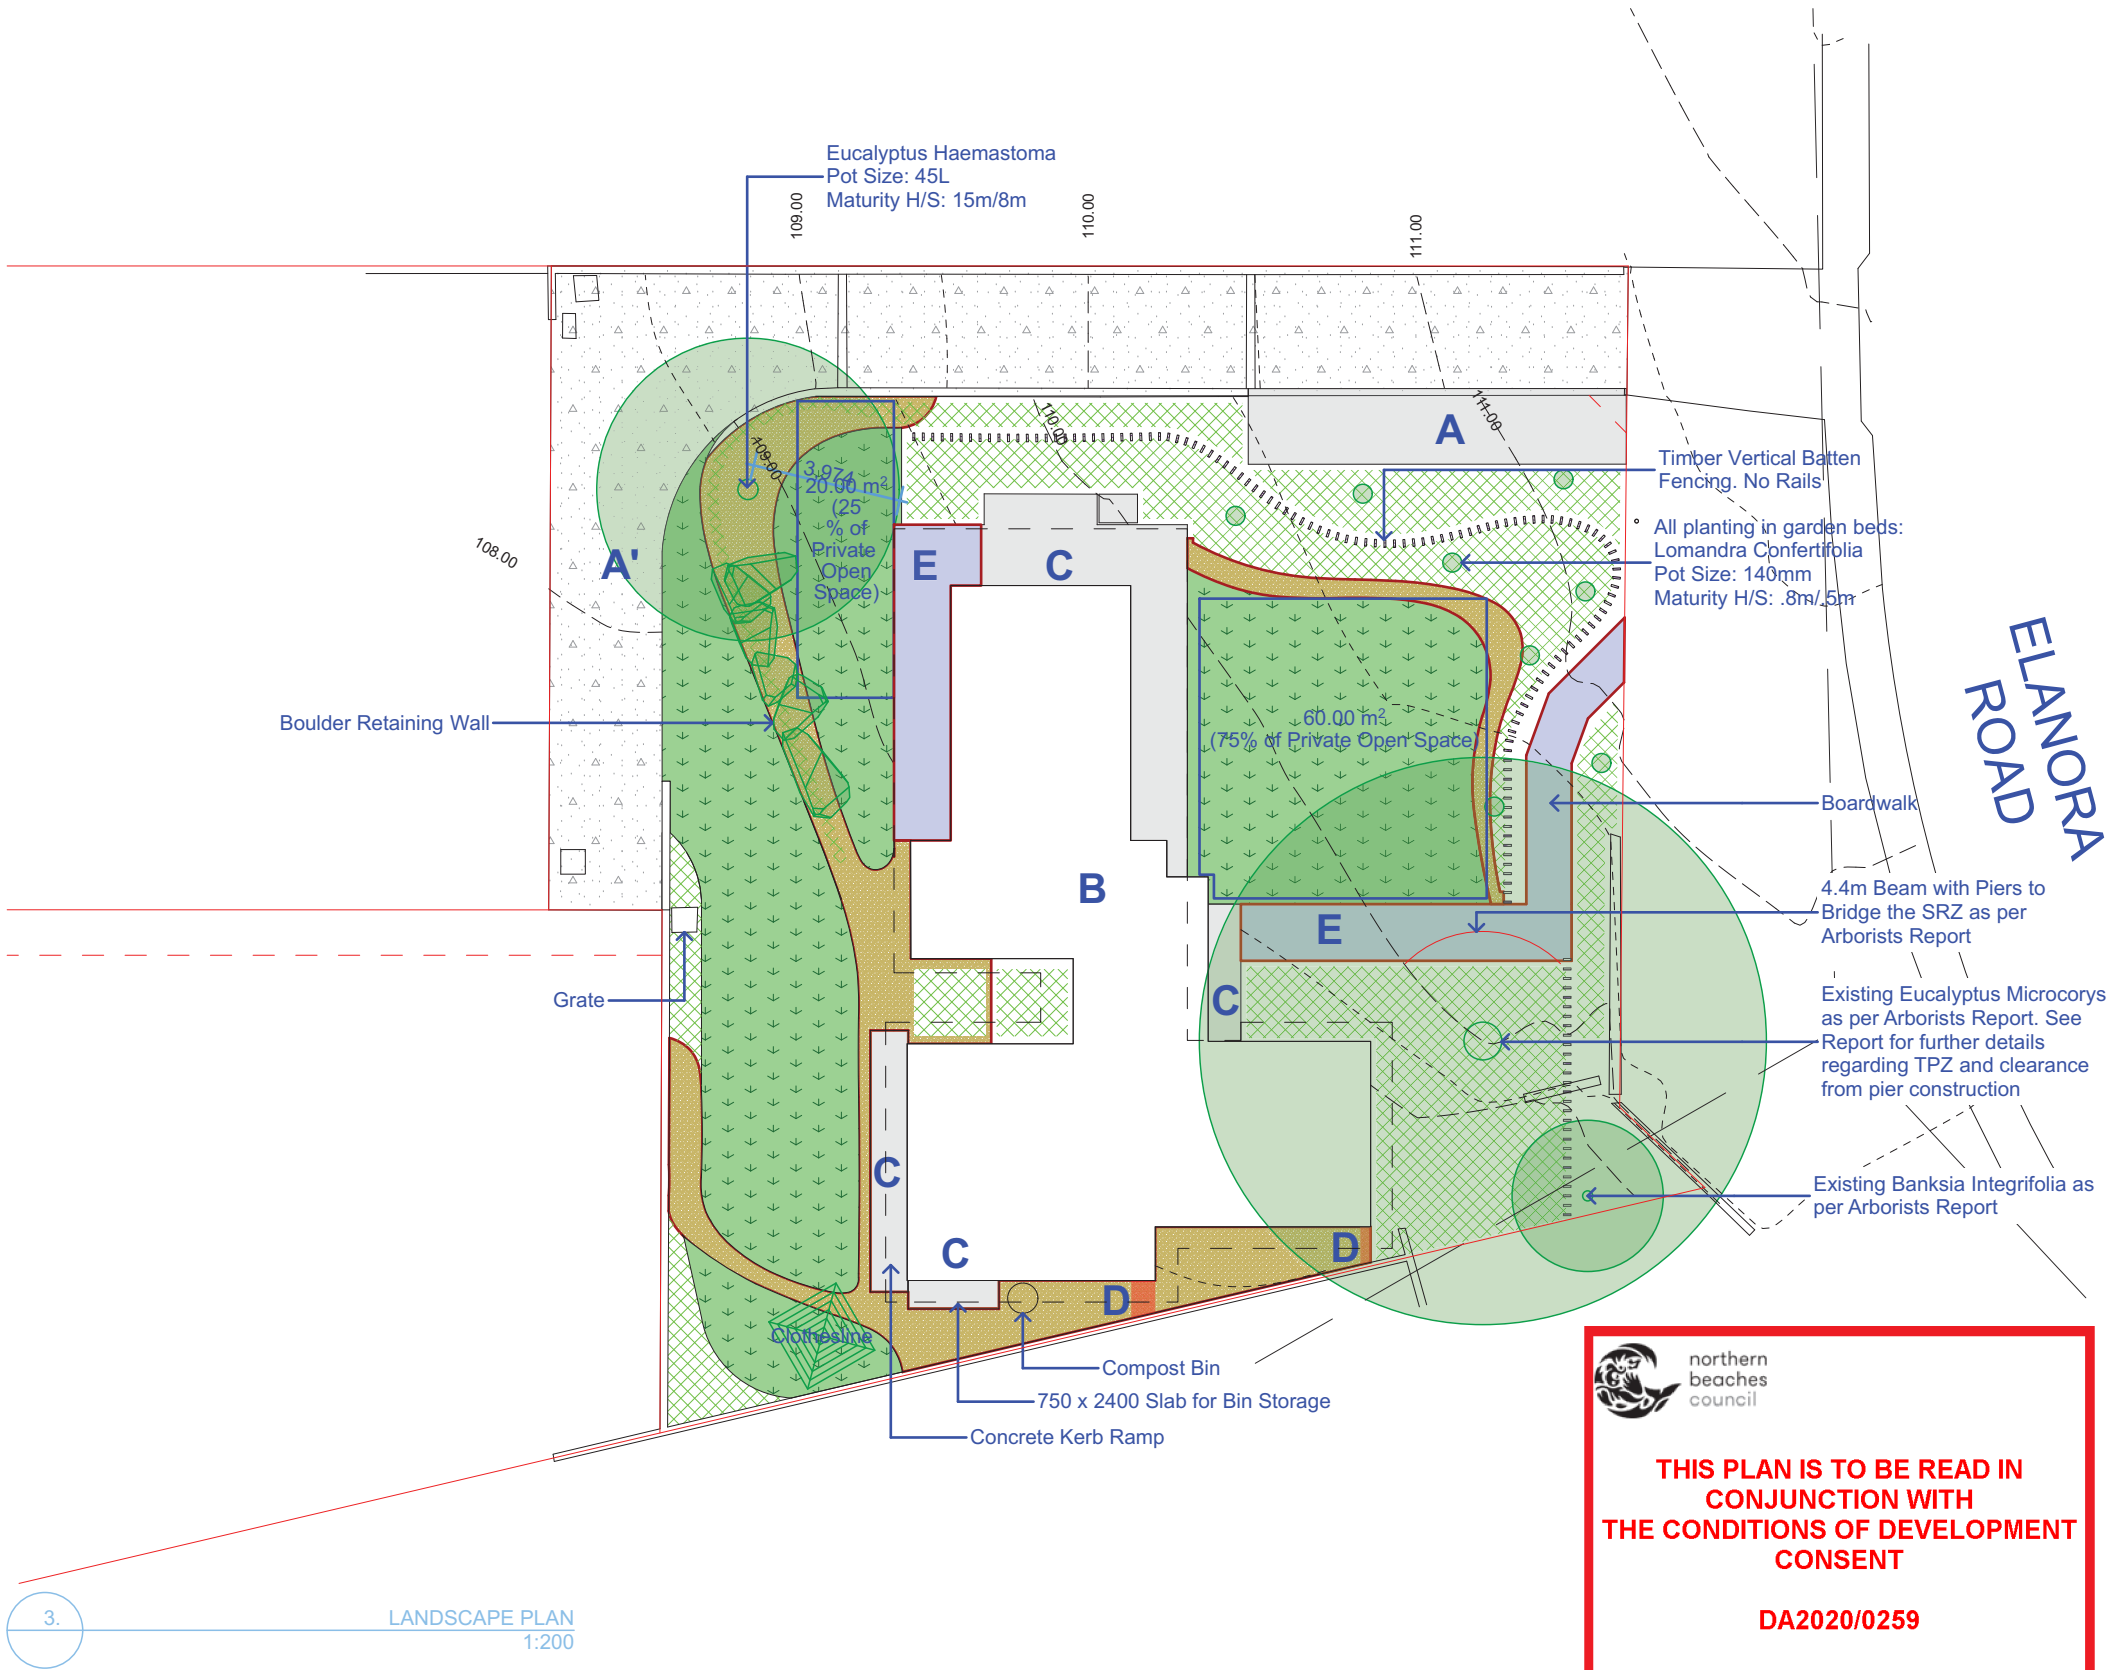 Eucalyptus Haemastoma
Pot Size: 45L
Maturity H/S: 15m/8m
109.00
110.00
111.00
A
110.00
111.00
109.00
3.974
20.00 m²
(25
% of
Private
Open
Space)
Timber Vertical Batten
Fencing. No Rails
All planting in garden beds:
Lomandra Confertifolia
Pot Size: 140mm
Maturity H/S: .8m/.5m
108.00
A'
E
C
ELANORA
ROAD
Boulder Retaining Wall
60.00 m²
(75% of Private Open Space)
Boardwalk
B
4.4m Beam with Piers to
Bridge the SRZ as per
Arborists Report
E
Grate
C
Existing Eucalyptus Microcorys
as per Arborists Report. See
Report for further details
regarding TPZ and clearance
from pier construction
C
Existing Banksia Integrifolia as
per Arborists Report
C
D
D
Clothesline
Compost Bin
750 x 2400 Slab for Bin Storage
Concrete Kerb Ramp
northern
beaches
council
THIS PLAN IS TO BE READ IN
CONJUNCTION WITH
THE CONDITIONS OF DEVELOPMENT
CONSENT
DA2020/0259
3.
LANDSCAPE PLAN
1:200